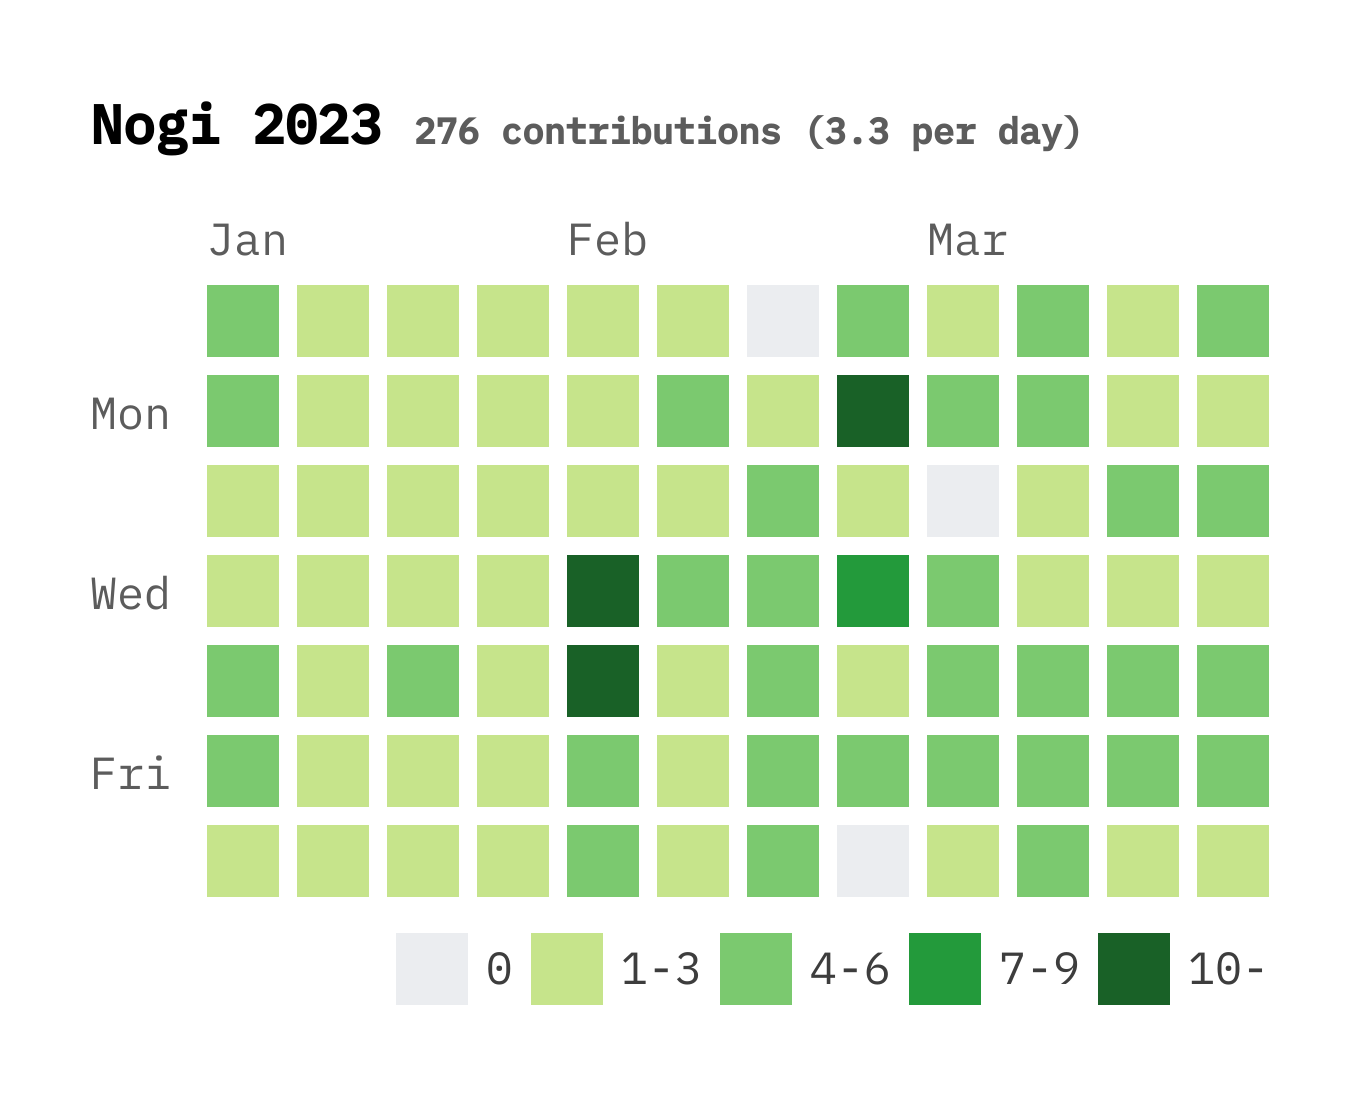 Nogi 2023 276 contributions (3.3 per day)
Jan Feb Mar
Mon
Wed
Fri
0 1-3 4-6 7-9 10-